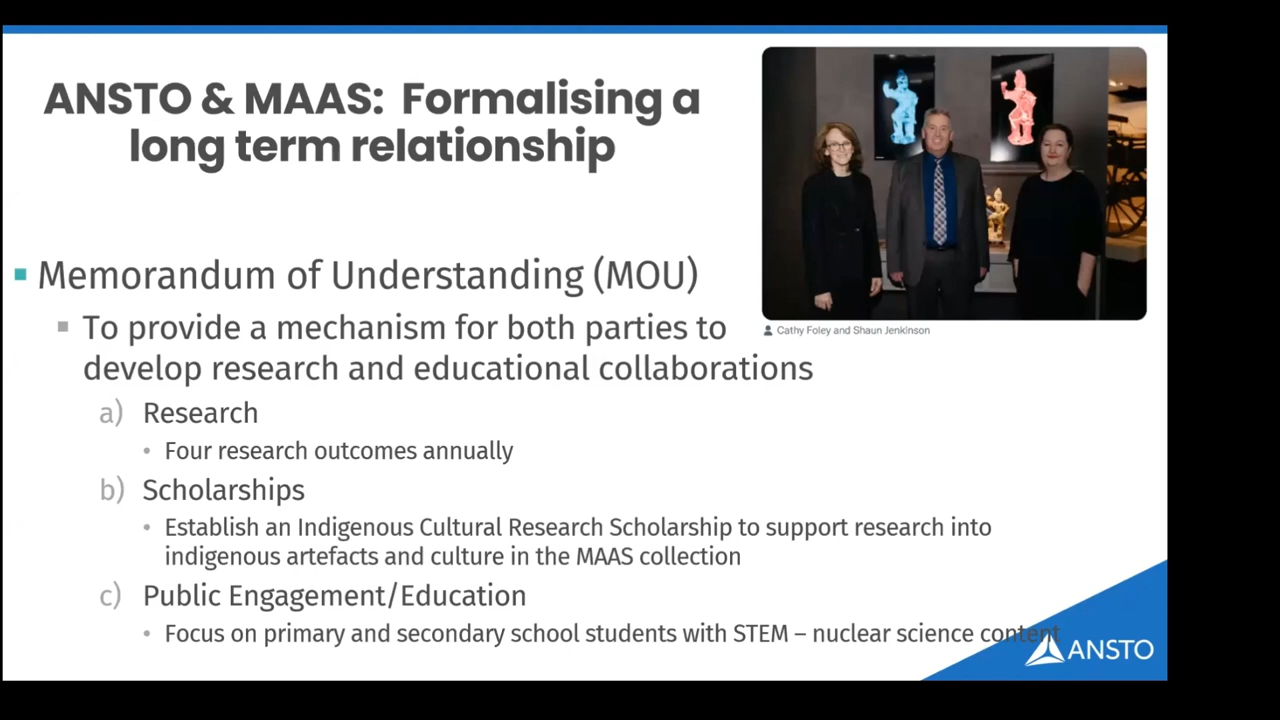 ANSTO & MAAS: Formalising a
long term relationship
Cathy Foley and Shaun Jenkinson
▪ Memorandum of Understanding (MOU)
▪ To provide a mechanism for both parties to
develop research and educational collaborations
a) Research
• Four research outcomes annually
b) Scholarships
• Establish an Indigenous Cultural Research Scholarship to support research into
indigenous artefacts and culture in the MAAS collection
c) Public Engagement/Education
• Focus on primary and secondary school students with STEM – nuclear science content
ANSTO